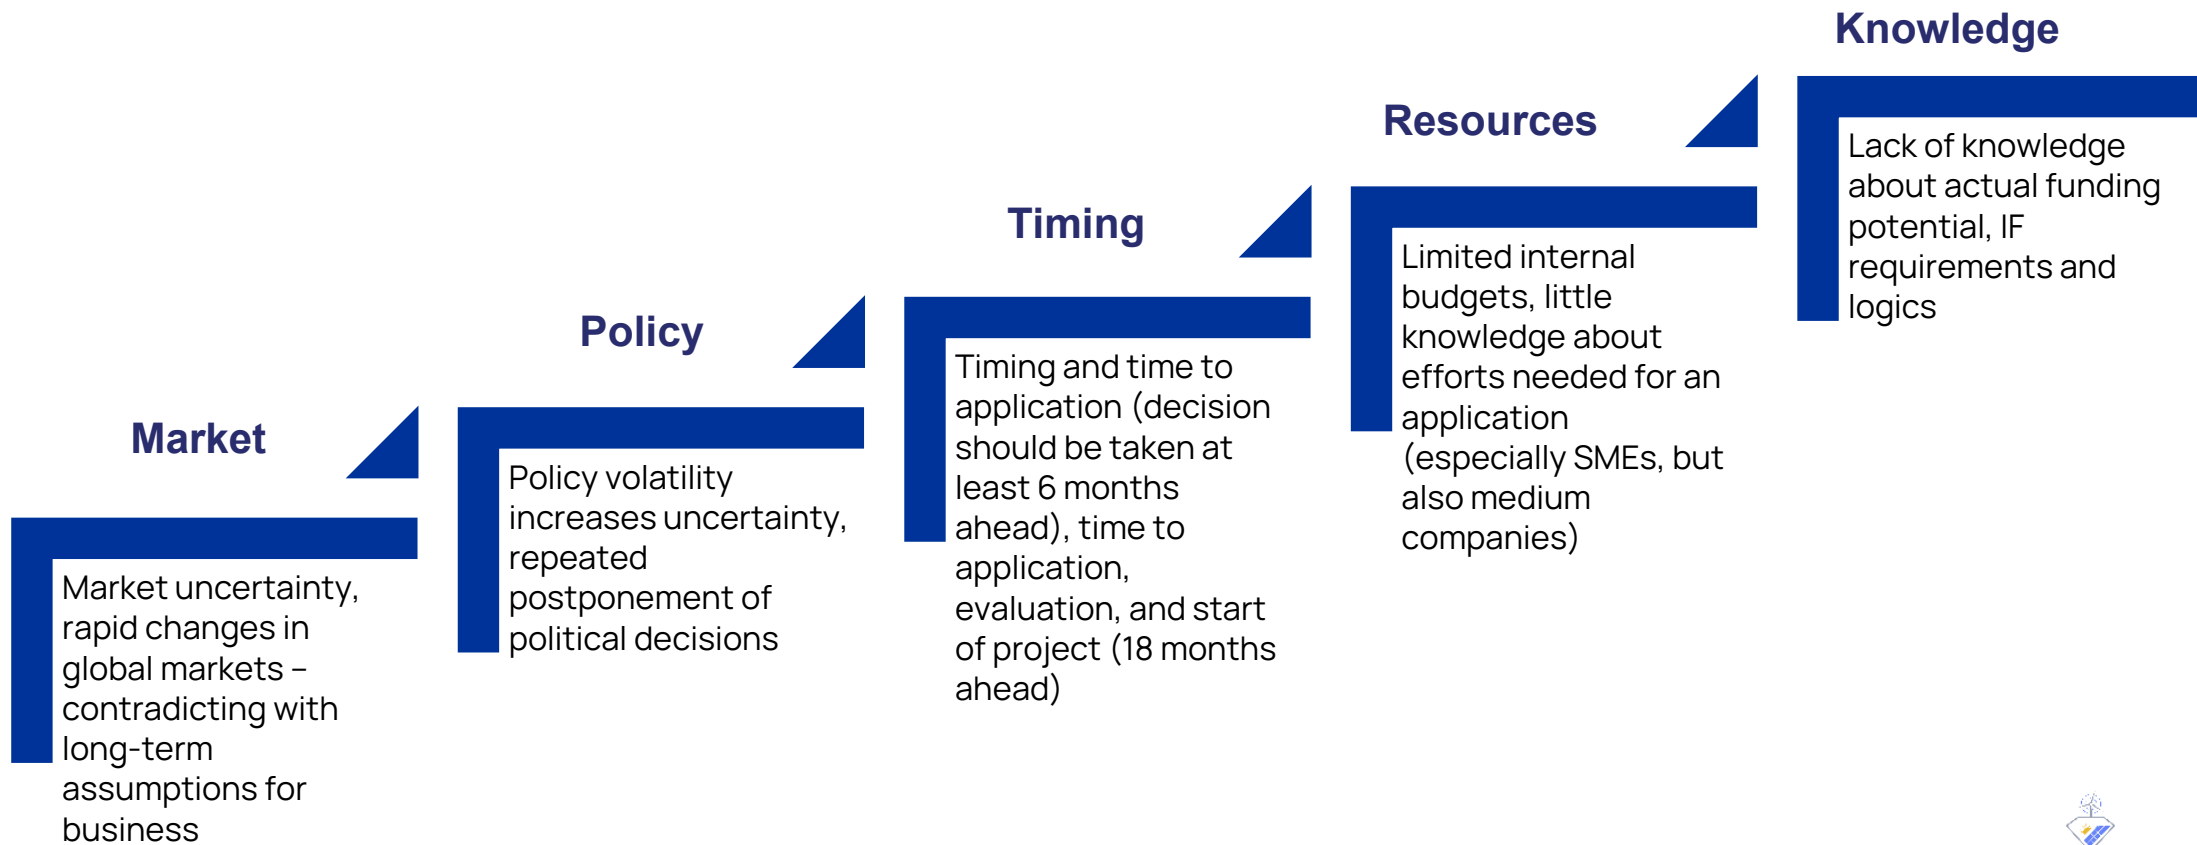 Market
Market uncertainty,
rapid changes in
global markets –
contradicting with
long-term
assumptions for
business
Policy
Policy volatility
increases uncertainty,
repeated
postponement of
political decisions
Timing
Timing and time to
application (decision
should be taken at
least 6 months
ahead), time to
application,
evaluation, and start
of project (18 months
ahead)
Resources
Limited internal
budgets, little
knowledge about
efforts needed for an
application
(especially SMEs, but
also medium
companies)
Knowledge
Lack of knowledge
about actual funding
potential, IF
requirements and
logics